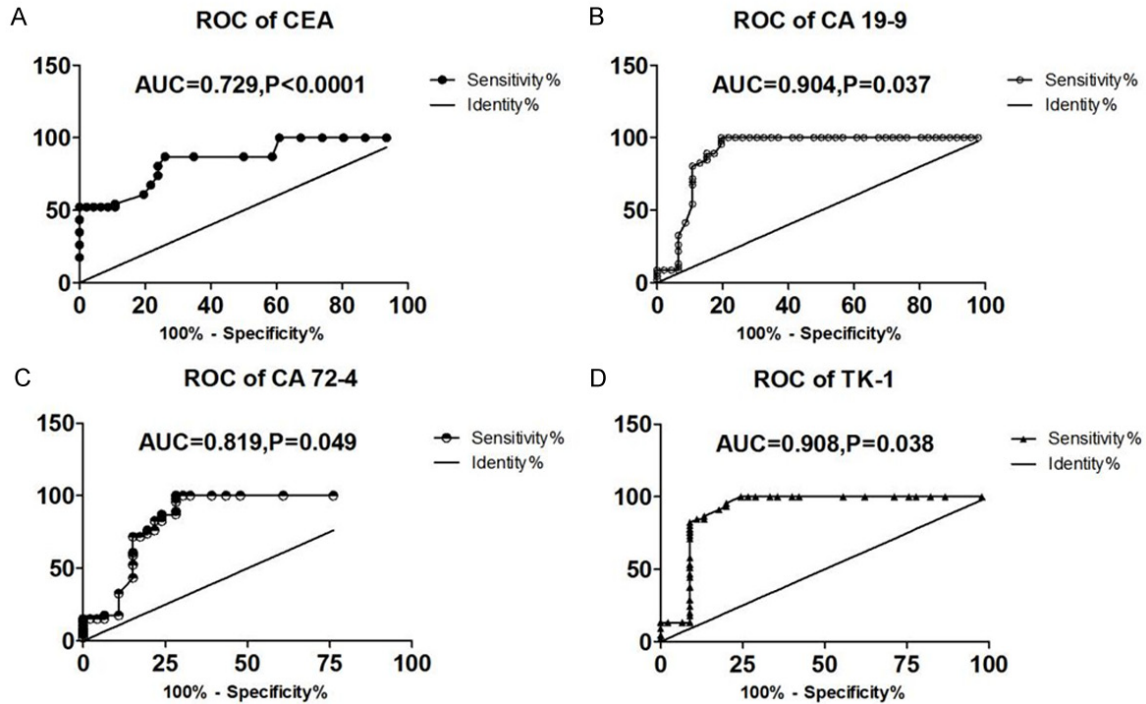 A
ROC of CEA
150
AUC=0.729,P<0.0001
Sensitivity%
Identity%
100
50
0
0 20 40 60 80 100
100% - Specificity%
B
ROC of CA 19-9
150
AUC=0.904,P=0.037
Sensitivity%
Identity%
100
50
0
0 20 40 60 80 100
100% - Specificity%
C
ROC of CA 72-4
150
AUC=0.819,P=0.049
Sensitivity%
Identity%
100
50
0
0 25 50 75 100
100% - Specificity%
D
ROC of TK-1
150
AUC=0.908,P=0.038
Sensitivity%
Identity%
100
50
0
0 25 50 75 100
100% - Specificity%